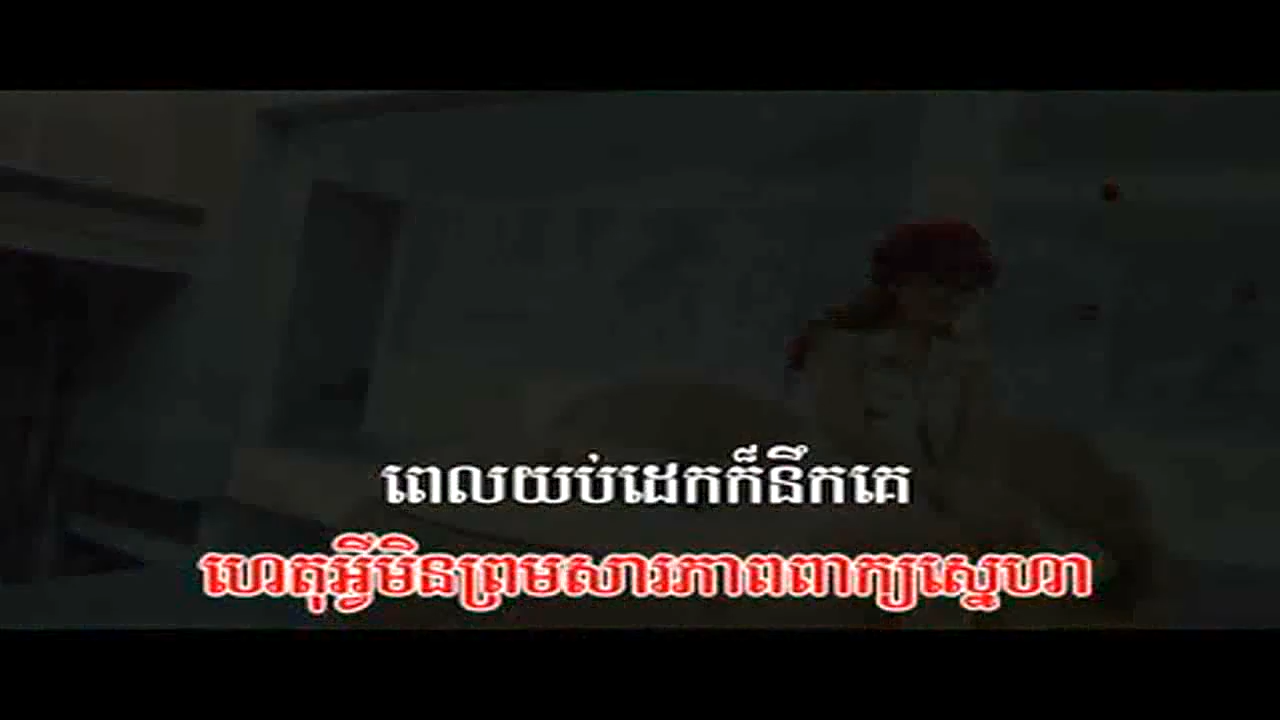 ពេលយប់ដេកក៏នឹកគេ
ហេតុអ្វីមិនព្រមសារភាពពាក្យស្នេហា